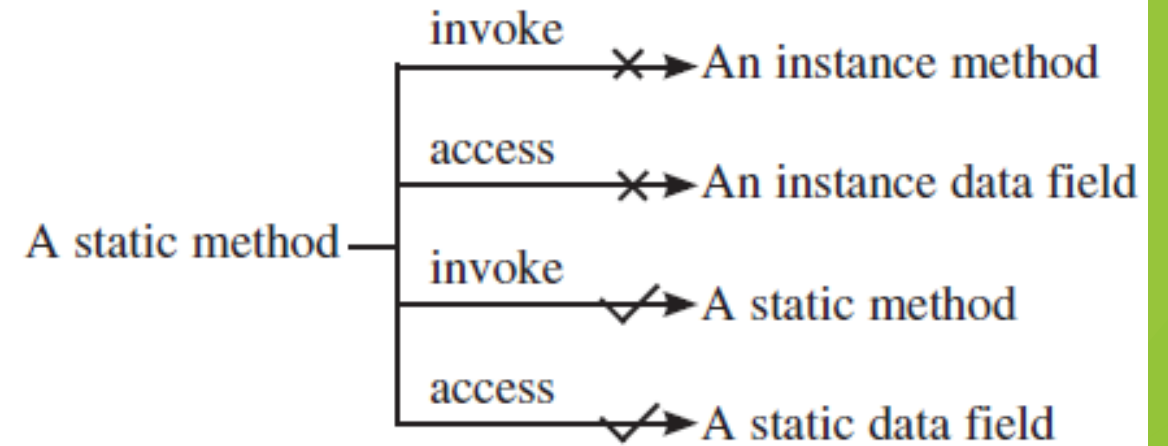 invoke
An instance method
access
An instance data field
A static method
invoke
A static method
access
A static data field